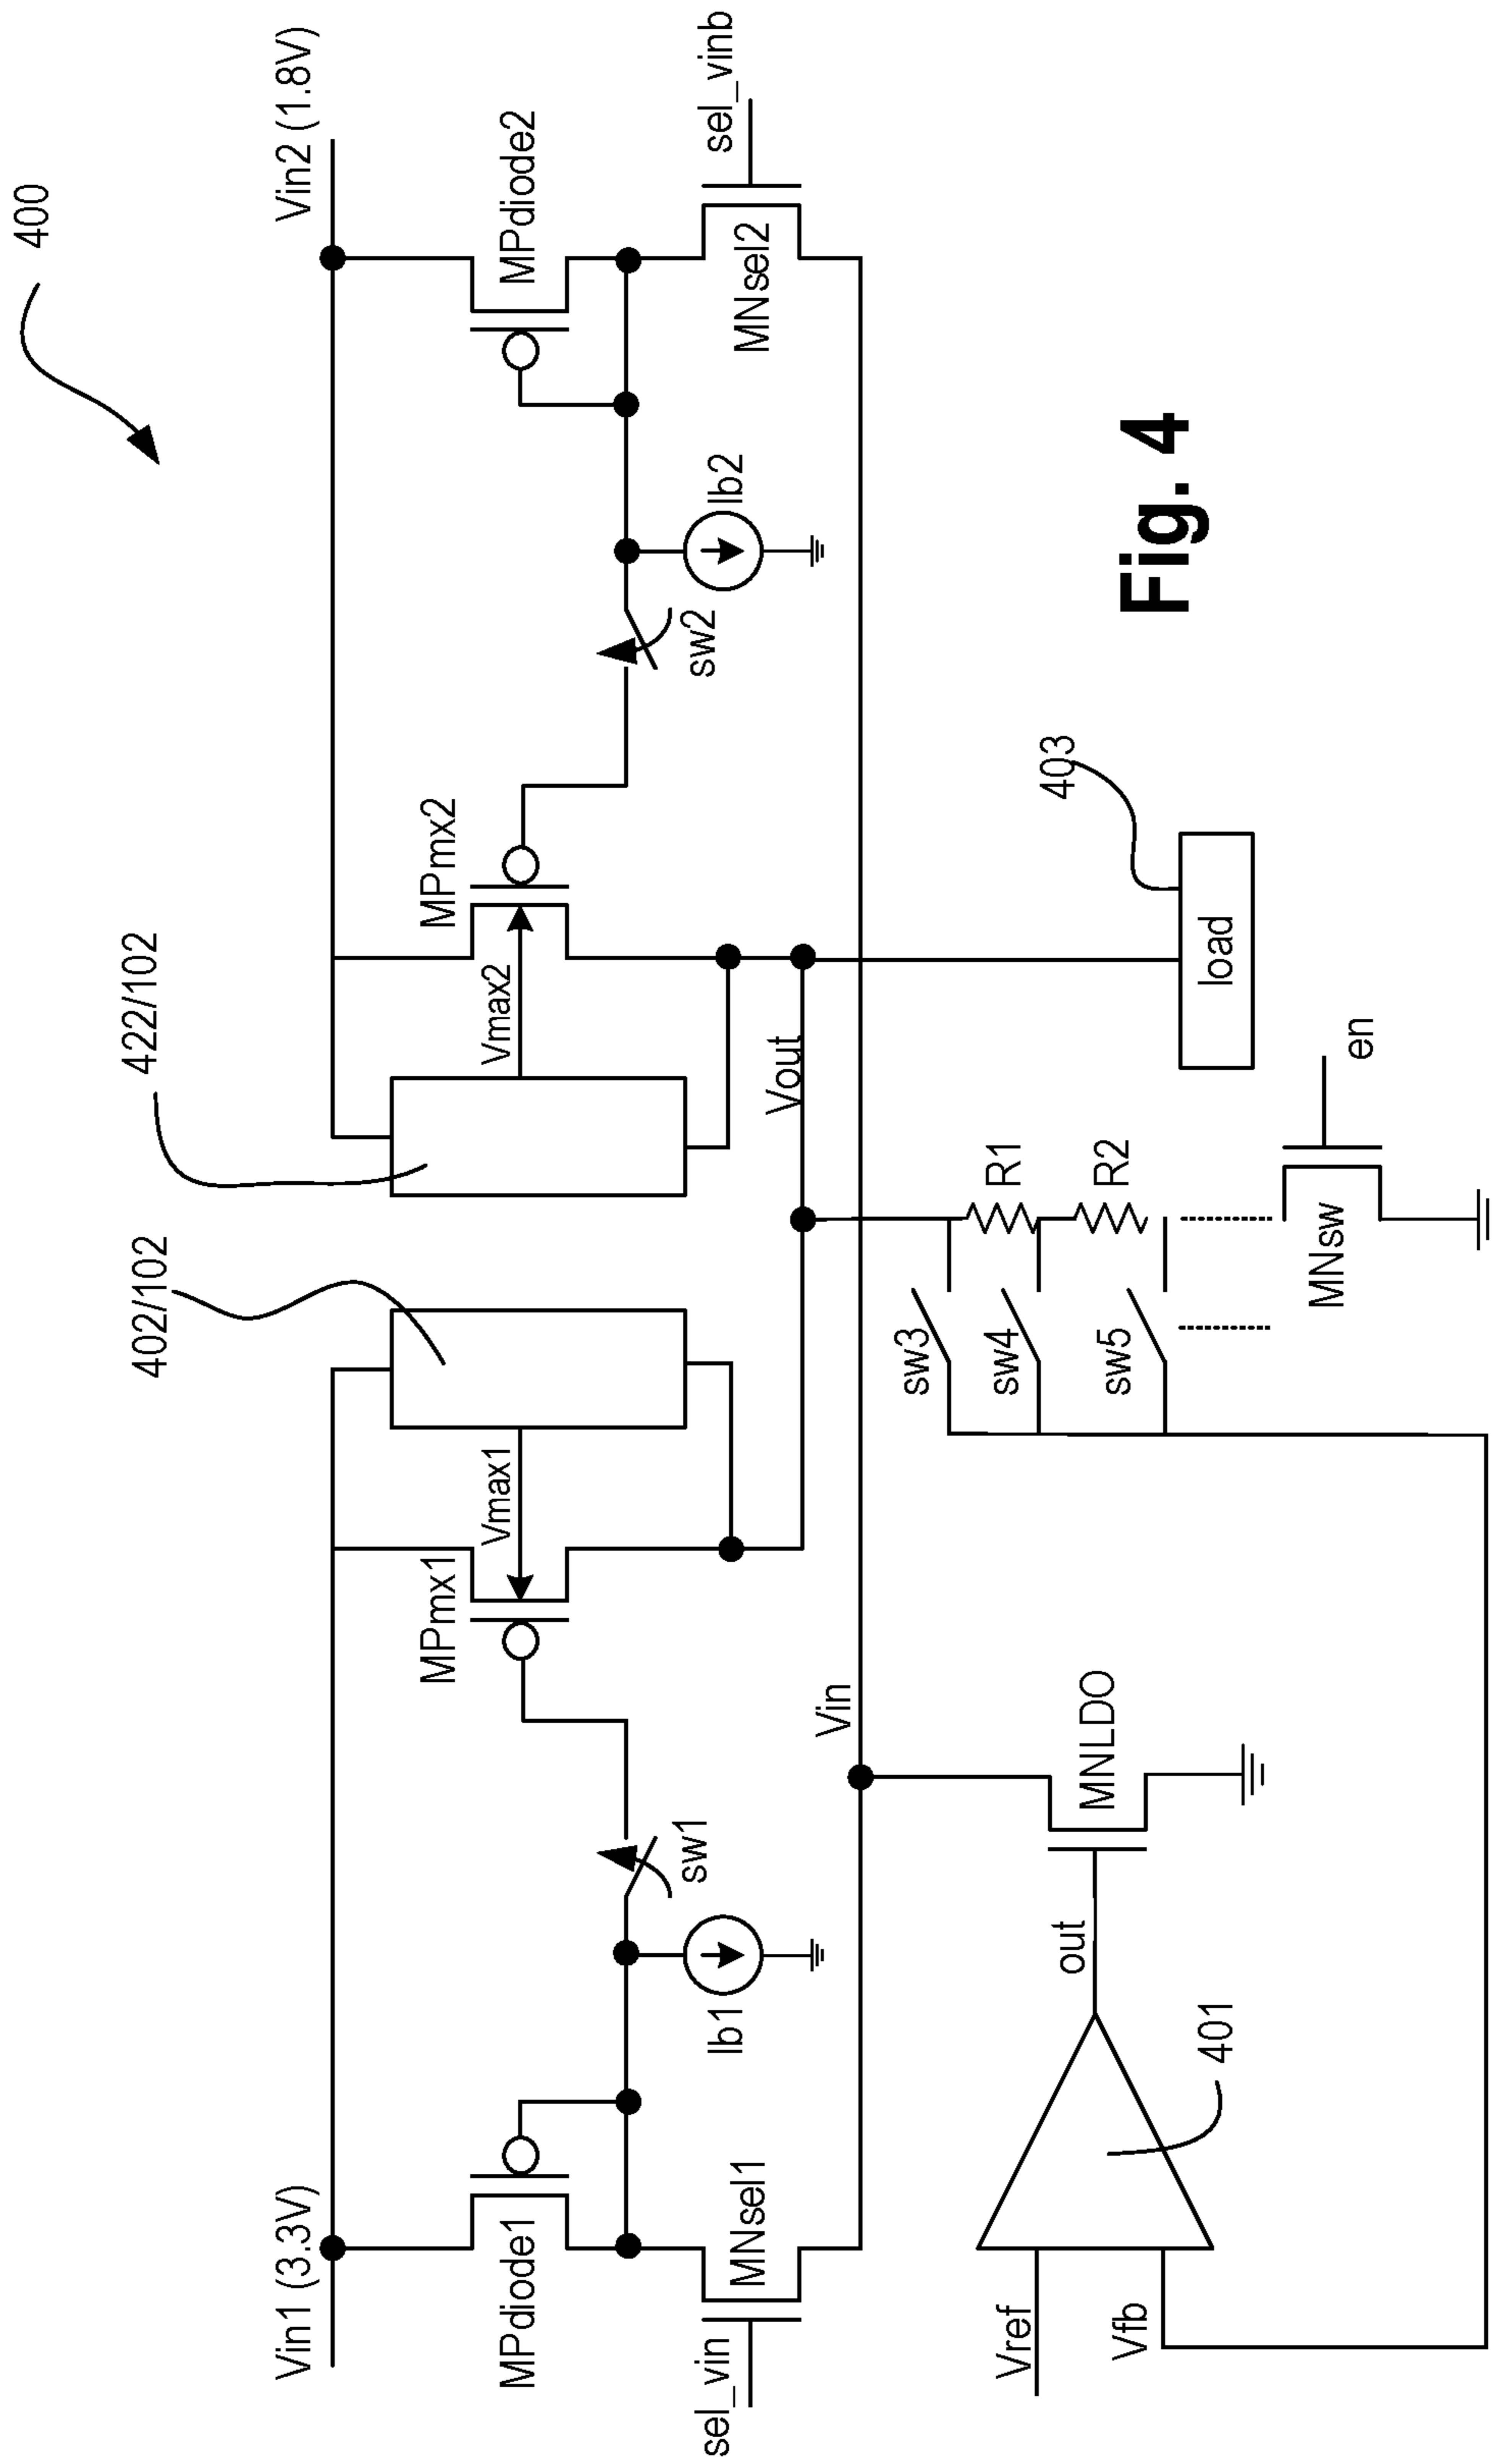 400
Vin1 (3.3V)
Vin2 (1.8V)
402/102
422/102
MPdiode1
MPmx1
Vmax1
Vmax2
MPmx2
MPdiode2
sw1
sw2
Ib1
Ib2
sel_vin
MNsel1
MNsel2
sel_vinb
Vout
Vin
sw3
R1
sw4
R2
sw5
Vref
Vfb
401
out
MNLDO
MNsw
en
load
403
Fig. 4